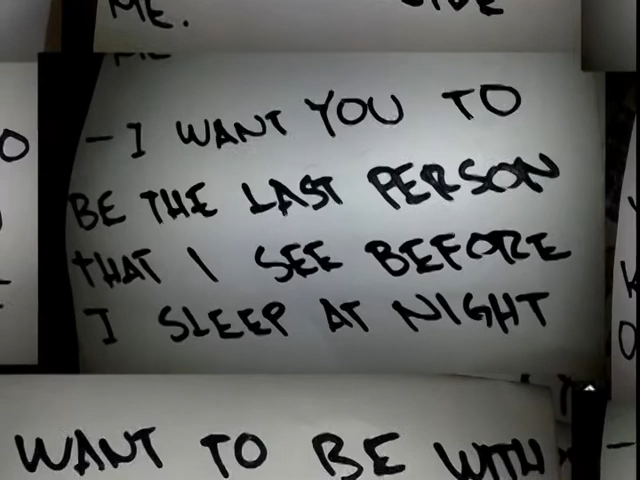 ME.
- I WANT YOU TO
BE THE LAST PERSON
THAT I SEE BEFORE
I SLEEP AT NIGHT
WANT TO BE WITH